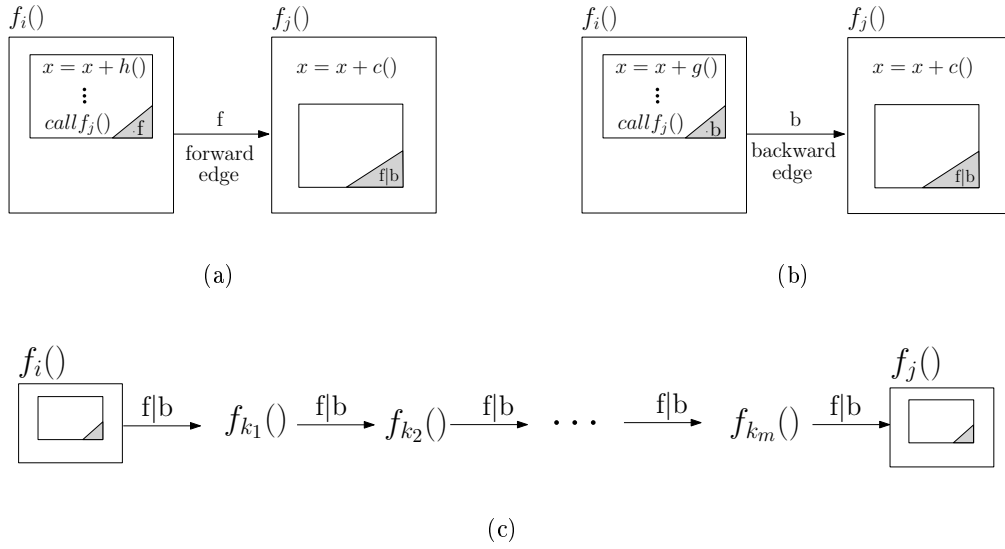 f_i()
x = x + h()
⋮
call f_j()
f
f
forward
edge
f_j()
x = x + c()
f|b
(a)
f_i()
x = x + g()
⋮
call f_j()
b
b
backward
edge
f_j()
x = x + c()
f|b
(b)
f_i()
f|b
f_{k_1}()
f|b
f_{k_2}()
f|b
· · ·
f|b
f_{k_m}()
f|b
f_j()
(c)